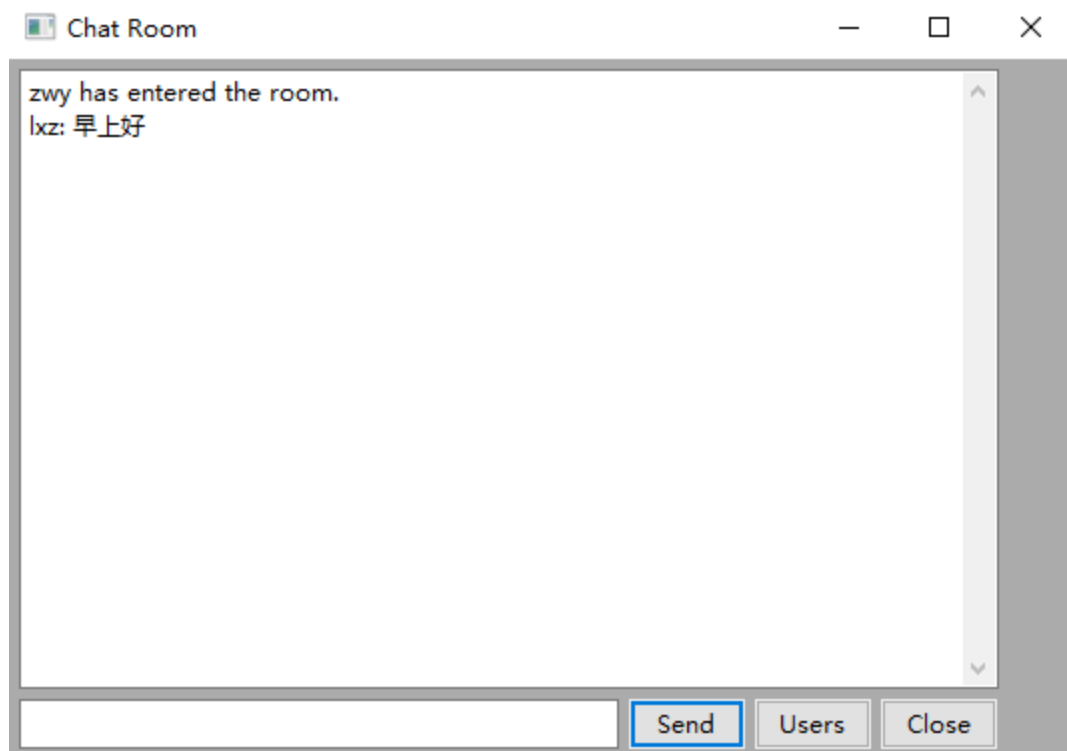 Chat Room
zwy has entered the room.
lxz: 早上好
Send Users Close